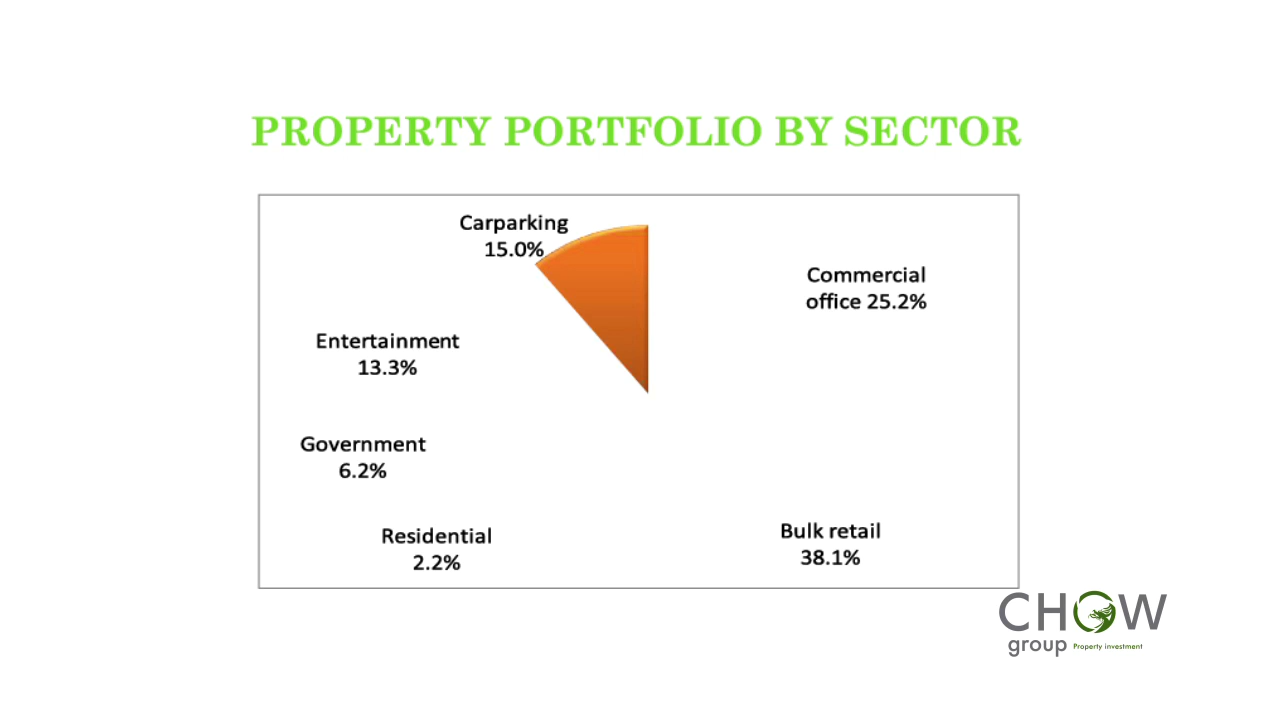 PROPERTY PORTFOLIO BY SECTOR
Carparking
15.0%
Commercial
office 25.2%
Entertainment
13.3%
Government
6.2%
Residential
2.2%
Bulk retail
38.1%
CHOW
group Property investment